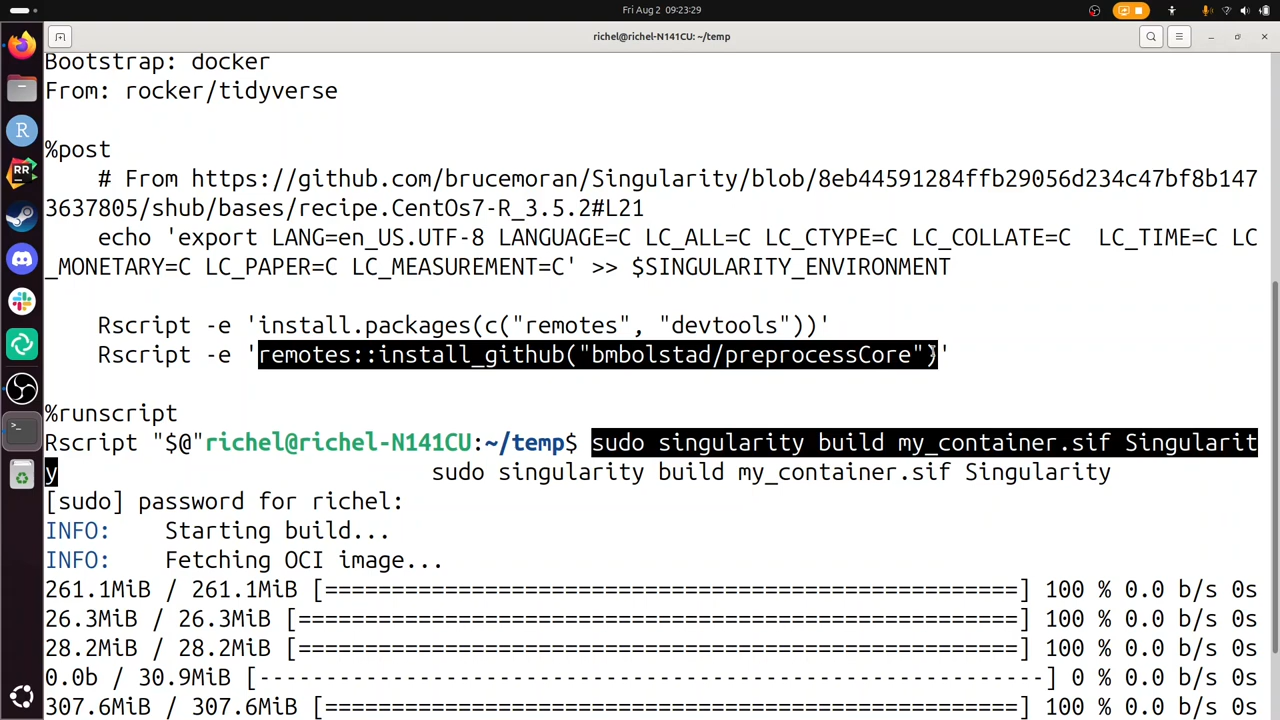 Fri Aug 2 09:23:29
richel@richel-N141CU: ~/temp
Bootstrap: docker
From: rocker/tidyverse
%post
# From https://github.com/brucemoran/Singularity/blob/8eb44591284ffb29056d234c47bf8b147
3637805/shub/bases/recipe.CentOs7-R_3.5.2#L21
echo 'export LANG=en_US.UTF-8 LANGUAGE=C LC_ALL=C LC_CTYPE=C LC_COLLATE=C  LC_TIME=C LC
_MONETARY=C LC_PAPER=C LC_MEASUREMENT=C' >> $SINGULARITY_ENVIRONMENT
Rscript -e 'install.packages(c("remotes", "devtools"))'
Rscript -e 'remotes::install_github("bmbolstad/preprocessCore")'
%runscript
Rscript "$@"richel@richel-N141CU:~/temp$ sudo singularity build my_container.sif Singularit
y sudo singularity build my_container.sif Singularity
[sudo] password for richel:
INFO:    Starting build...
INFO:    Fetching OCI image...
261.1MiB / 261.1MiB [====================================================] 100 % 0.0 b/s 0s
26.3MiB / 26.3MiB [======================================================] 100 % 0.0 b/s 0s
28.2MiB / 28.2MiB [======================================================] 100 % 0.0 b/s 0s
0.0b / 30.9MiB [-----------------------------------------------------------] 0 % 0.0 b/s 0s
307.6MiB / 307.6MiB [====================================================] 100 % 0.0 b/s 0s